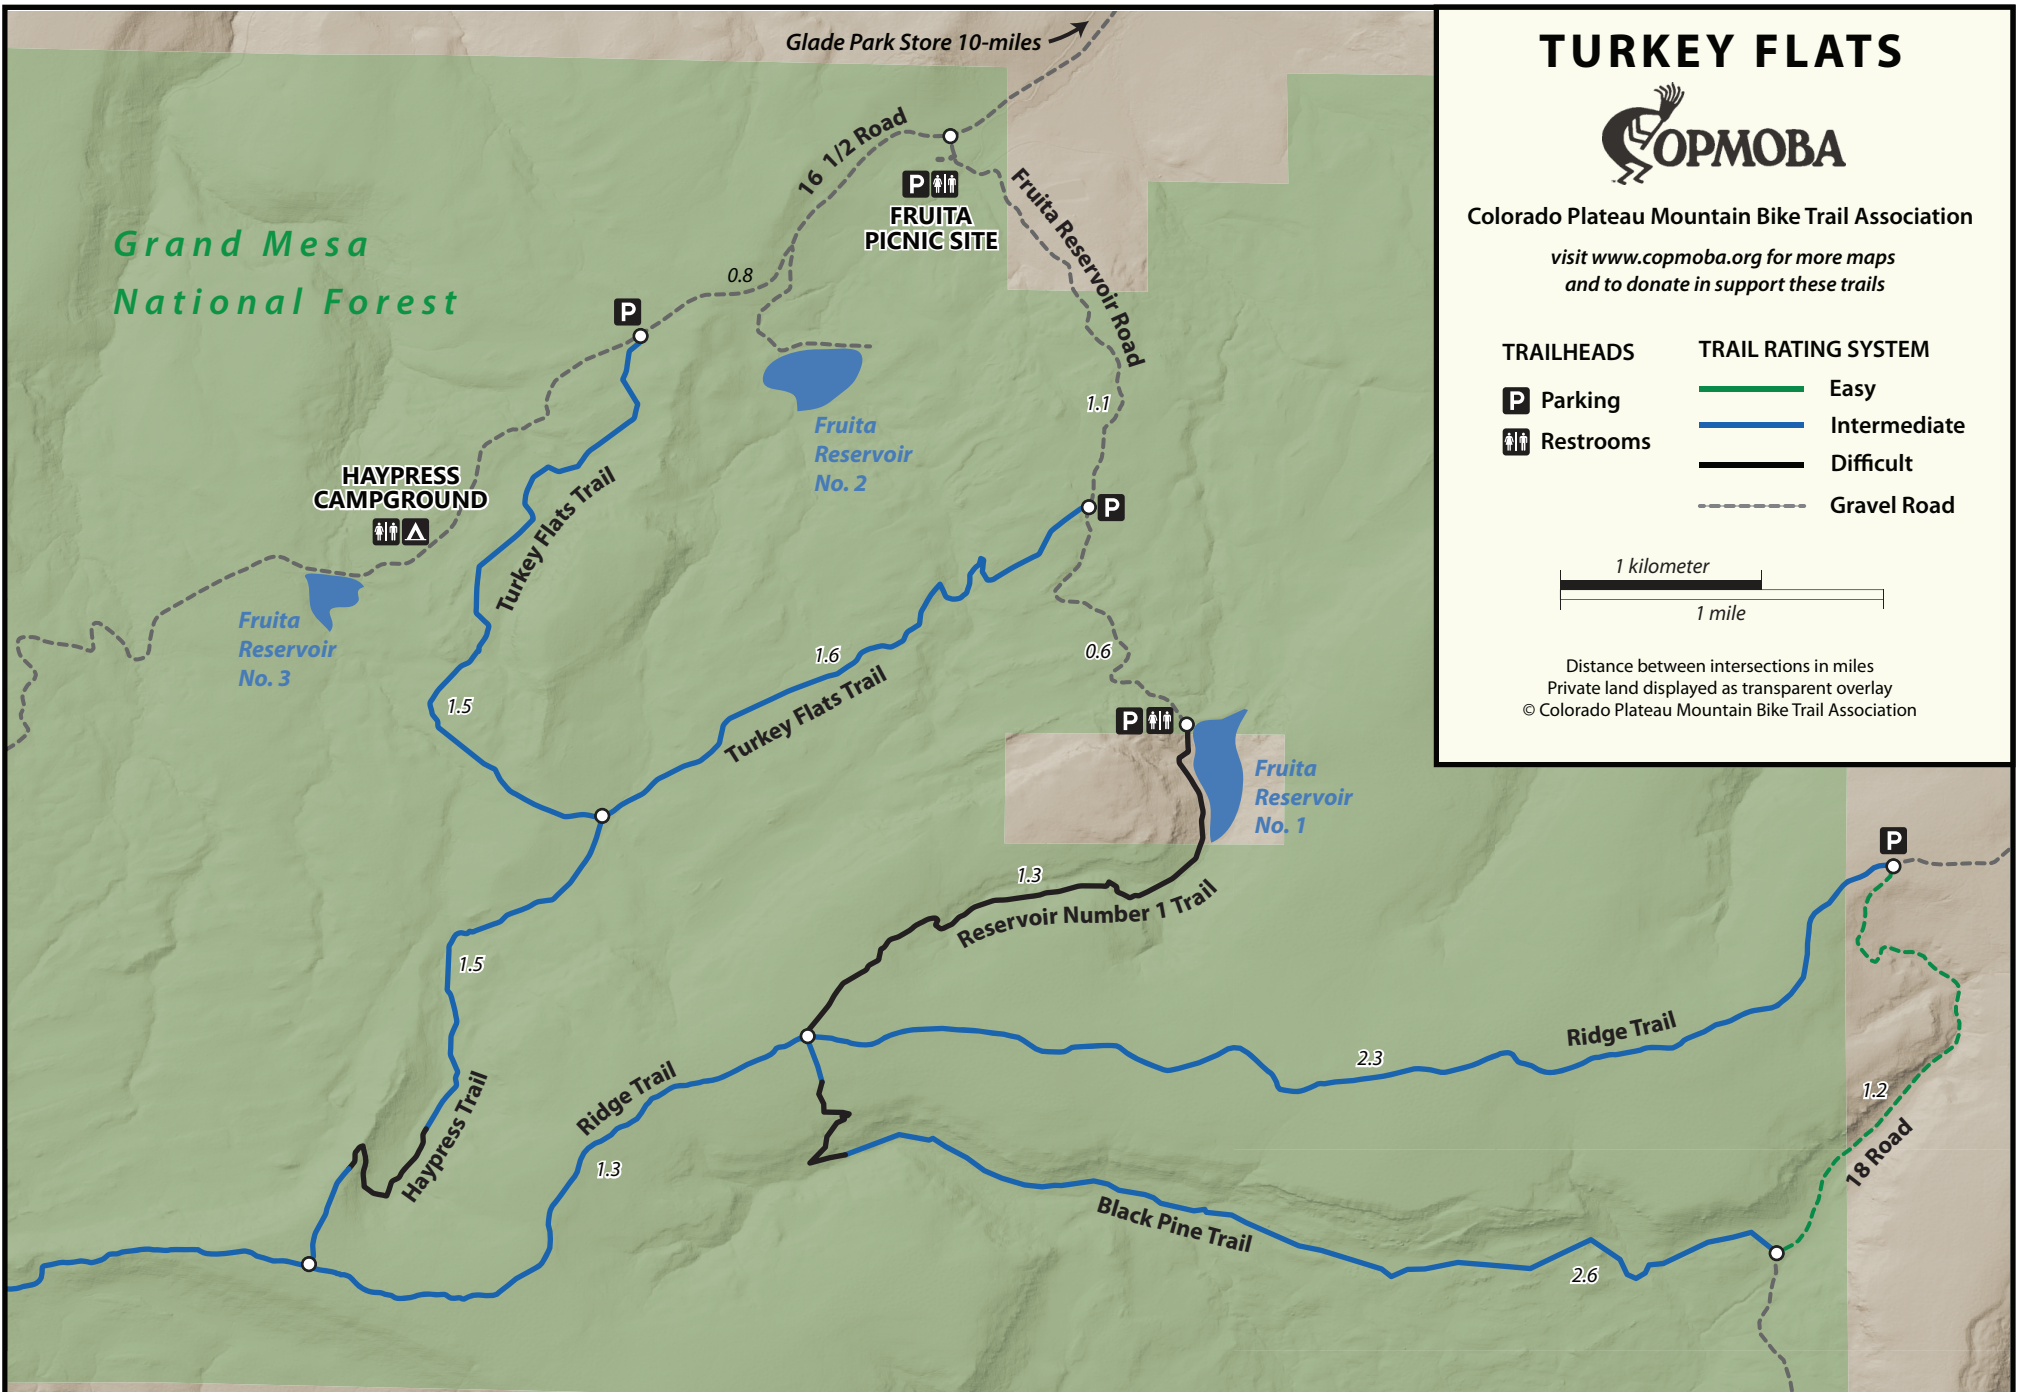 Glade Park Store 10-miles
16 1/2 Road
P
FRUITA
PICNIC SITE
Fruita Reservoir Road
Grand Mesa
National Forest
0.8
P
Fruita
Reservoir
No. 2
1.1
HAYPRESS
CAMPGROUND
Turkey Flats Trail
P
Fruita
Reservoir
No. 3
1.5
1.6
Turkey Flats Trail
0.6
P
Fruita
Reservoir
No. 1
1.3
Reservoir Number 1 Trail
P
1.5
Haypress Trail
Ridge Trail
1.3
2.3
Ridge Trail
1.2
18 Road
Black Pine Trail
2.6
TURKEY FLATS
COPMOBA
Colorado Plateau Mountain Bike Trail Association
visit www.copmoba.org for more maps
and to donate in support these trails
TRAILHEADS
P Parking
Restrooms
TRAIL RATING SYSTEM
Easy
Intermediate
Difficult
Gravel Road
1 kilometer
1 mile
Distance between intersections in miles
Private land displayed as transparent overlay
© Colorado Plateau Mountain Bike Trail Association